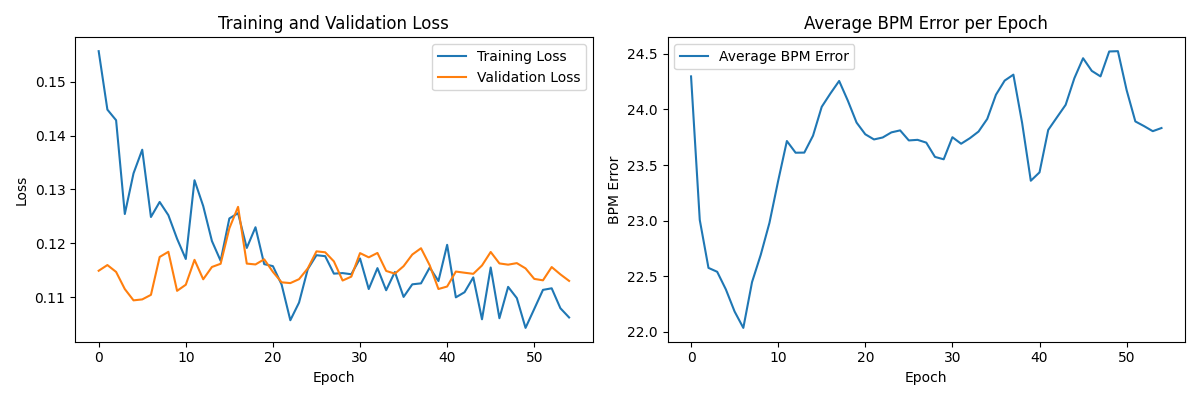 Training and Validation Loss
Training Loss
Validation Loss
0.15
0.14
0.13
0.12
0.11
Loss
0 10 20 30 40 50
Epoch
Average BPM Error per Epoch
Average BPM Error
24.5
24.0
23.5
23.0
22.5
22.0
BPM Error
0 10 20 30 40 50
Epoch